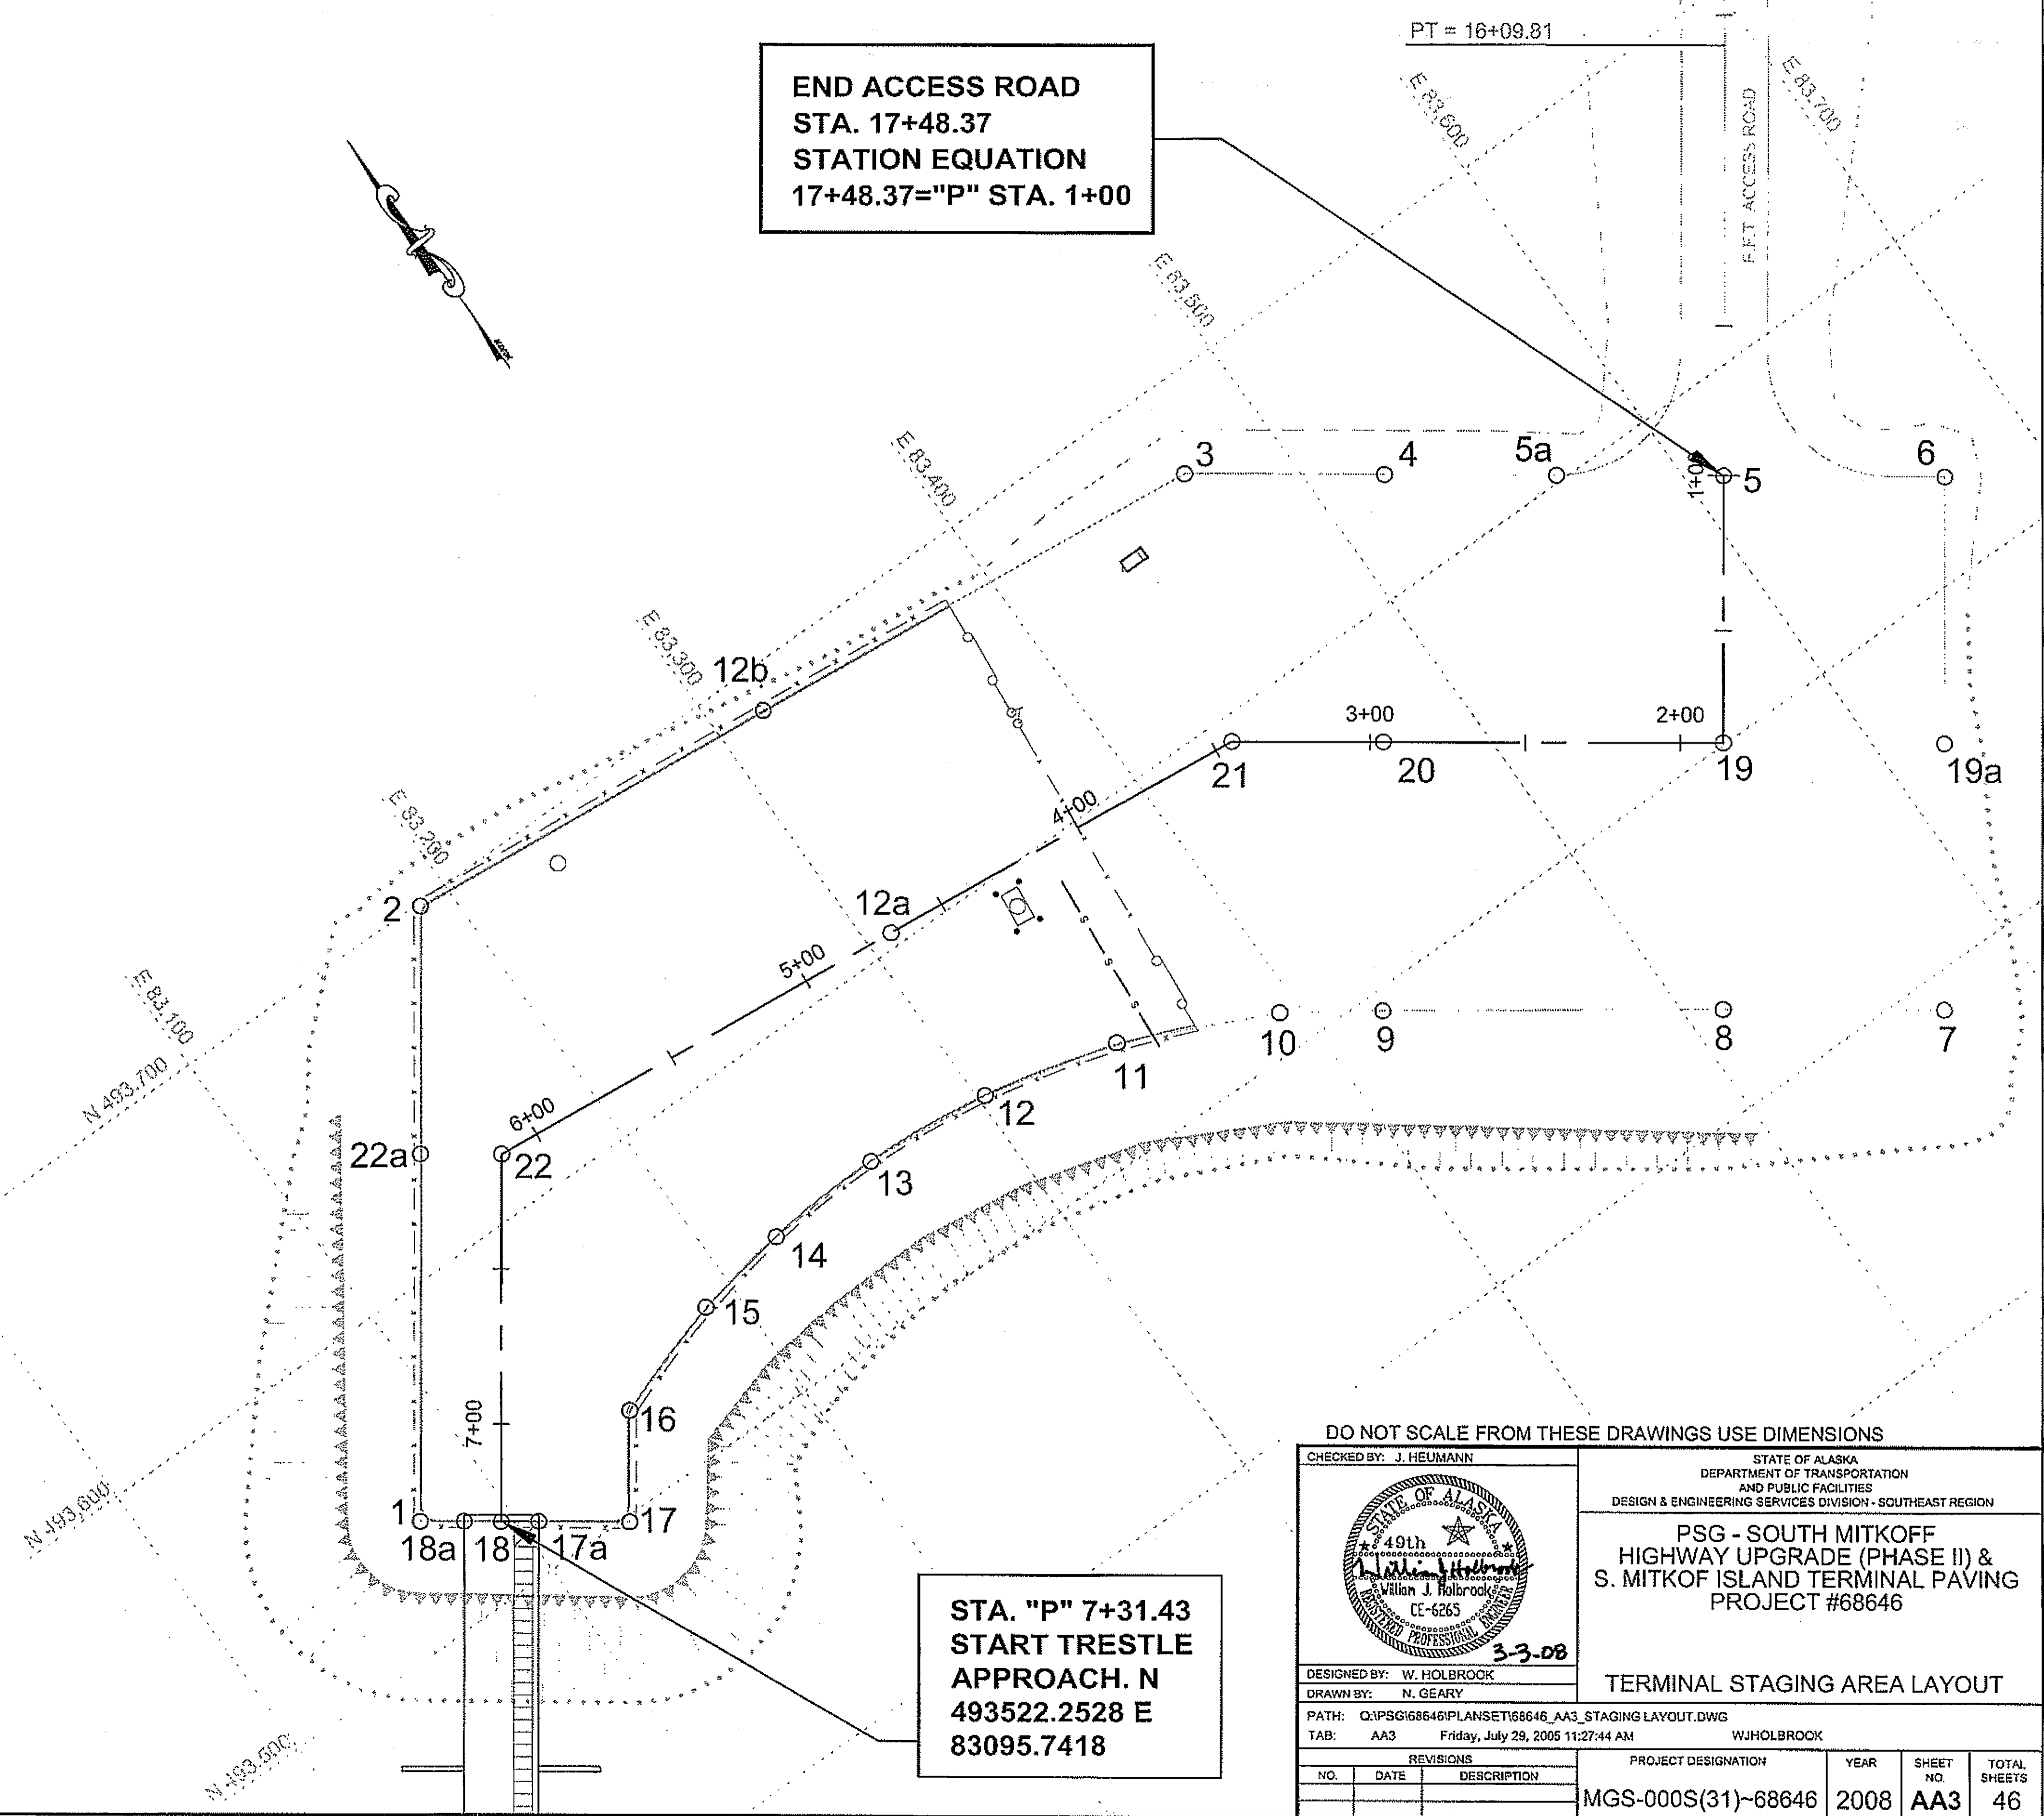 PT = 16+09.81
END ACCESS ROAD
STA. 17+48.37
STATION EQUATION
17+48.37="P" STA. 1+00
E 83,600
E 83,700
F.F.T ACCESS ROAD
E 83,500
E 83,400
3
4
5a
1+00
5
6
E 83,300
12b
3+00
2+00
21
20
19
19a
4+00
E 83,200
2
12a
5+00
E 83,100
N 493,700
10
9
8
7
11
12
6+00
22a
22
13
14
15
7+00
16
N 493,600
1
17
18a
18
17a
STA. "P" 7+31.43
START TRESTLE
APPROACH. N
493522.2528 E
83095.7418
N 493,500
DO NOT SCALE FROM THESE DRAWINGS USE DIMENSIONS
CHECKED BY: J. HEUMANN
STATE OF ALASKA
DEPARTMENT OF TRANSPORTATION
AND PUBLIC FACILITIES
DESIGN & ENGINEERING SERVICES DIVISION - SOUTHEAST REGION
STATE OF ALASKA
49th
William J. Holbrook
CE-6265
REGISTERED PROFESSIONAL ENGINEER
3-3-08
PSG - SOUTH MITKOFF
HIGHWAY UPGRADE (PHASE II) &
S. MITKOF ISLAND TERMINAL PAVING
PROJECT #68646
DESIGNED BY: W. HOLBROOK
DRAWN BY: N. GEARY
TERMINAL STAGING AREA LAYOUT
PATH: Q:\PSG\68646\PLANSET\68646_AA3_STAGING LAYOUT.DWG
TAB: AA3 Friday, July 29, 2005 11:27:44 AM WJHOLBROOK
REVISIONS
NO. DATE DESCRIPTION
PROJECT DESIGNATION YEAR SHEET NO. TOTAL SHEETS
MGS-000S(31)~68646 2008 AA3 46